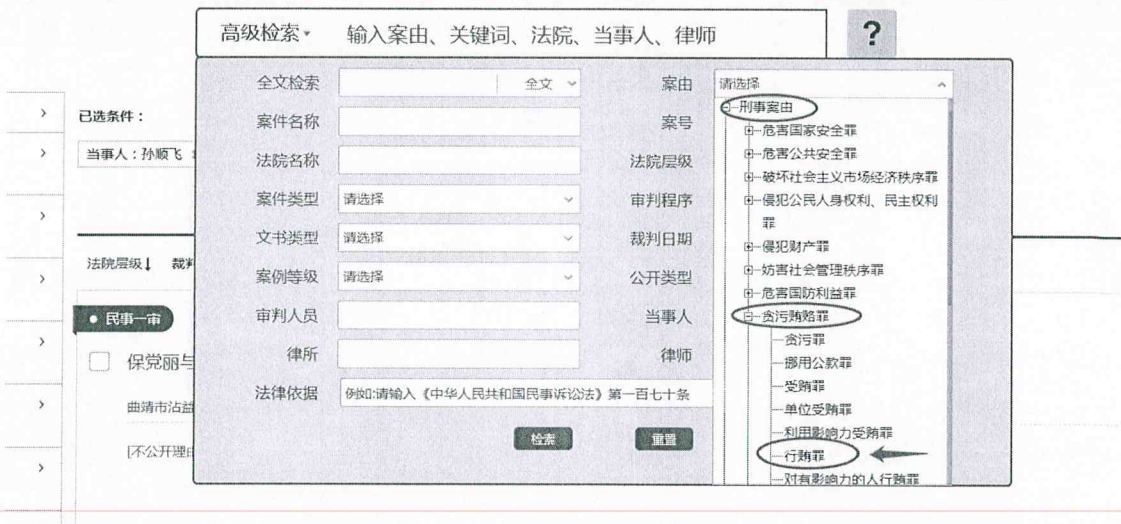 高级检索 输入案由、关键词、法院、当事人、律师 ?
全文检索 全文 案由 请选择
案件名称 案号
法院名称 法院层级
案件类型 请选择 审判程序
文书类型 请选择 裁判日期
案例等级 请选择 公开类型
审判人员 当事人
律所 律师
法律依据 例如:请输入《中华人民共和国民事诉讼法》第一百七十条
检索 重置
刑事案由
危害国家安全罪
危害公共安全罪
破坏社会主义市场经济秩序罪
侵犯公民人身权利、民主权利
罪
侵犯财产罪
妨害社会管理秩序罪
危害国防利益罪
贪污贿赂罪
贪污罪
挪用公款罪
受贿罪
单位受贿罪
利用影响力受贿罪
行贿罪
对有影响力的人行贿罪
已选条件：
当事人：孙顺飞
法院层级↓ 裁判
民事一审
保党丽与
曲靖市沾益
[不公开理由